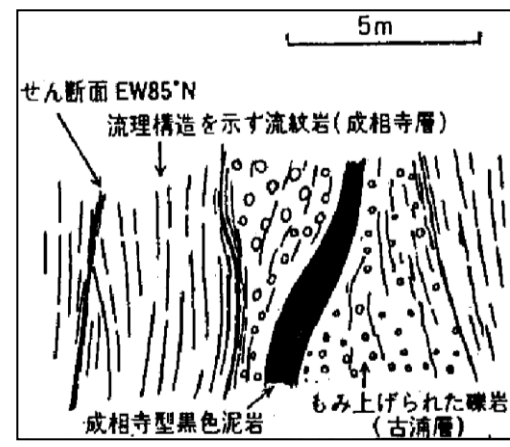 5m
せん断面 EW85°N
流理構造を示す流紋岩(成相寺層)
成相寺型黒色泥岩
もみ上げられた礫岩
(古浦層)